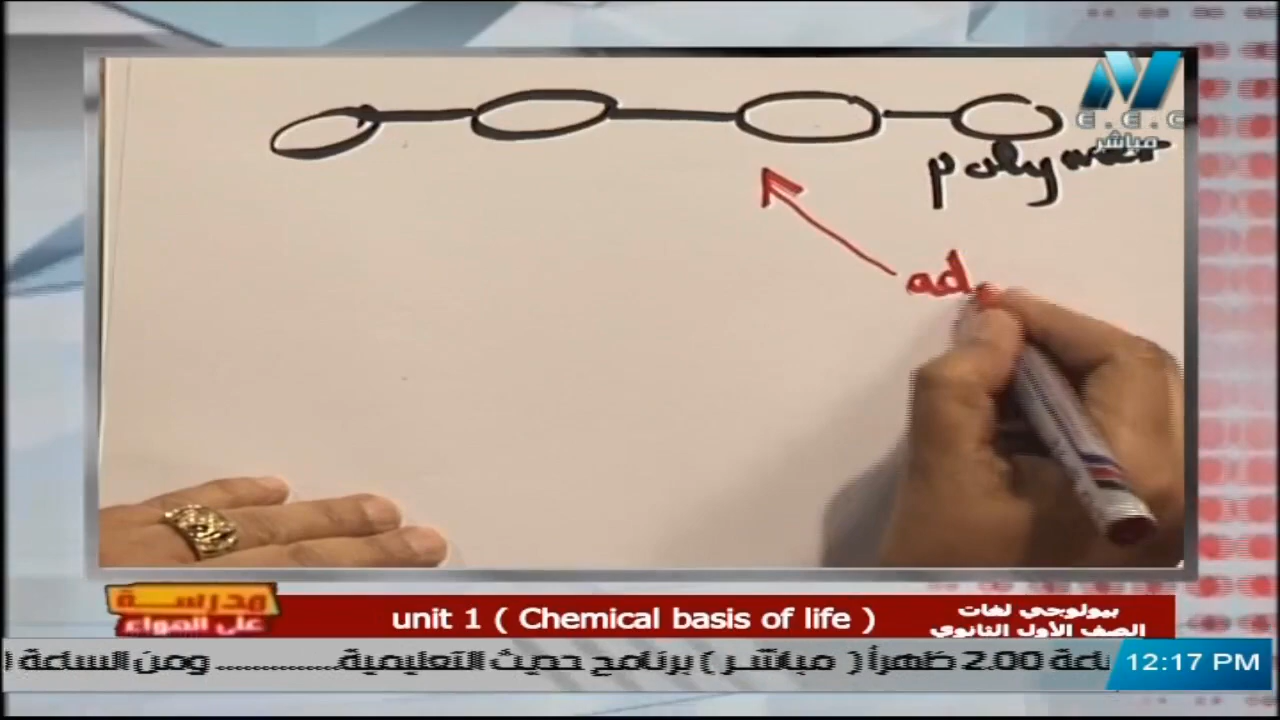 E.E.C
مباشر
polymer
ad
مدرسة
على الهواء
unit 1 ( Chemical basis of life )
بيولوجي لغات
الصف الأول الثانوي
اعة 2.00 ظهراً ( مباشر ) برنامج حديث التعليمية............. ومن الساعة (
12:17 PM